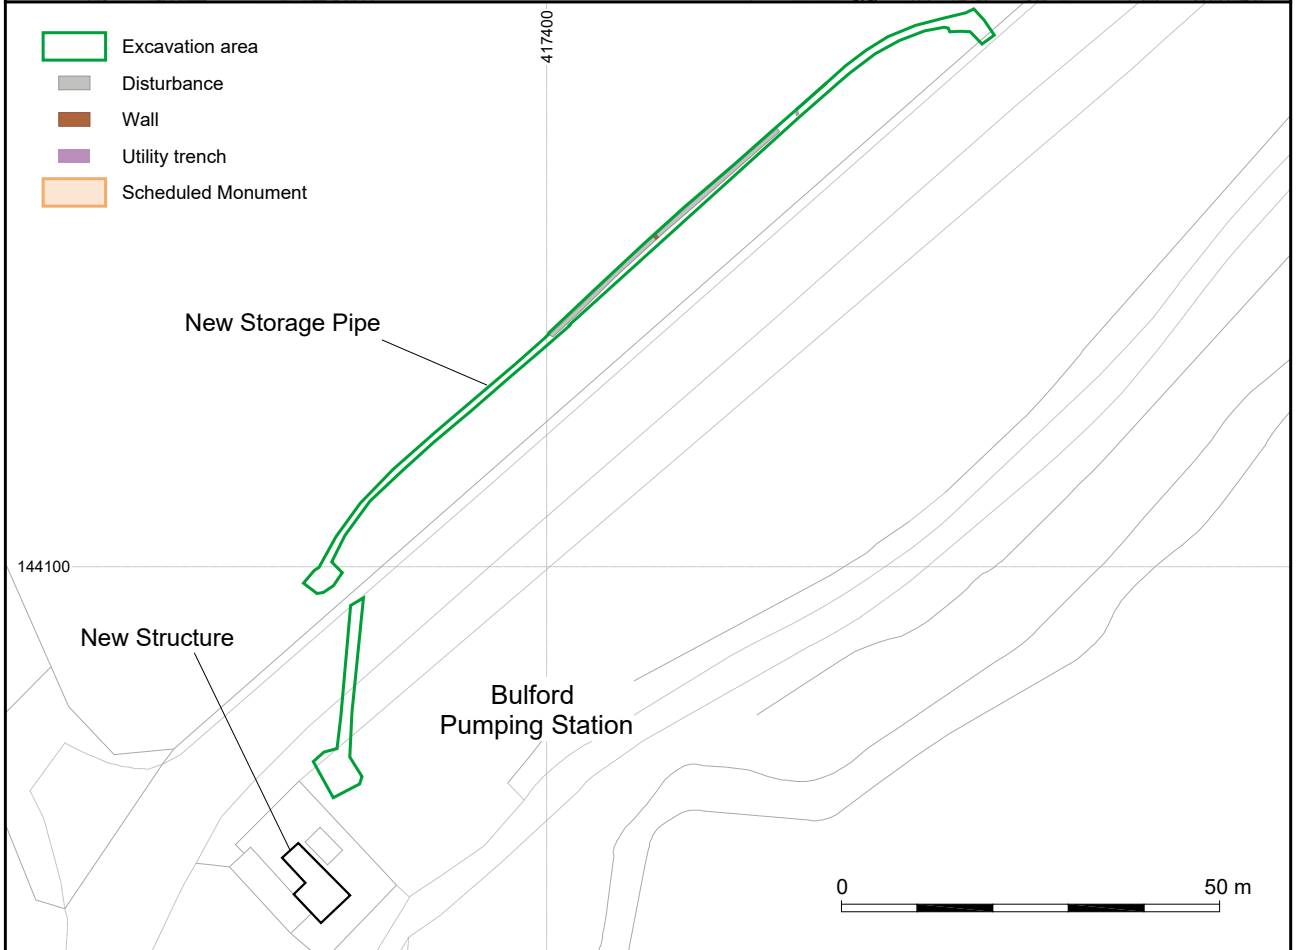 417400
Excavation area
Disturbance
Wall
Utility trench
Scheduled Monument
New Storage Pipe
144100
New Structure
Bulford
Pumping Station
0
50 m